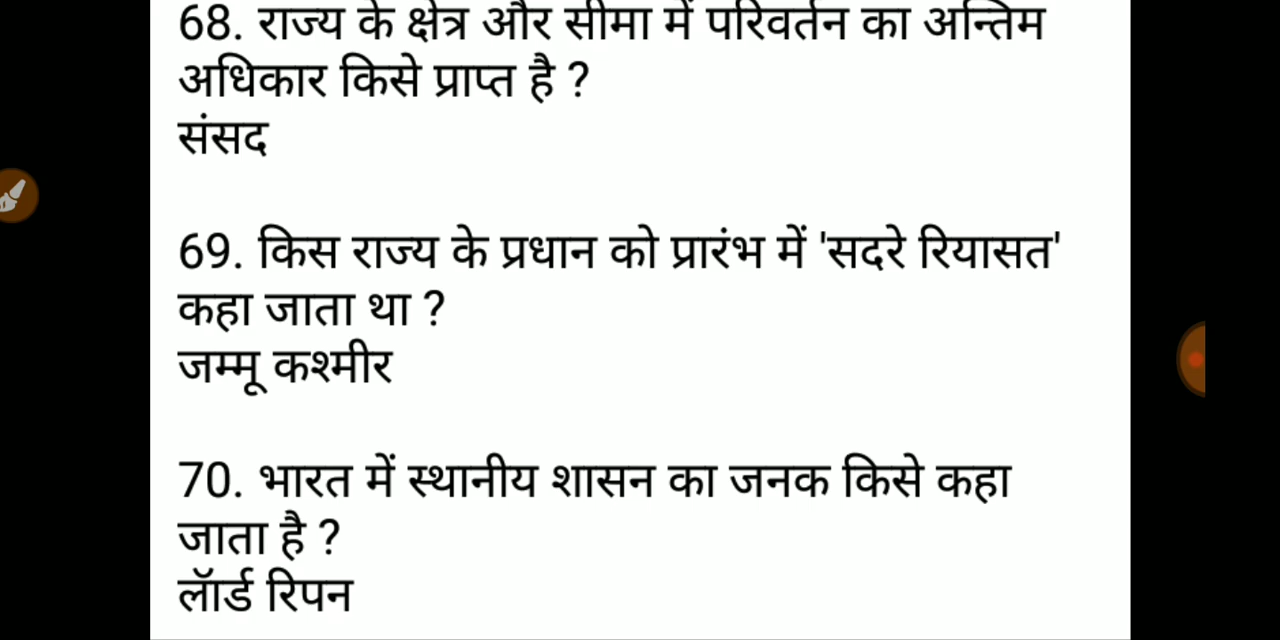 68. राज्य के क्षेत्र और सीमा में परिवर्तन का अन्तिम
अधिकार किसे प्राप्त है ?
संसद
69. किस राज्य के प्रधान को प्रारंभ में 'सदरे रियासत'
कहा जाता था ?
जम्मू कश्मीर
70. भारत में स्थानीय शासन का जनक किसे कहा
जाता है ?
लॉर्ड रिपन